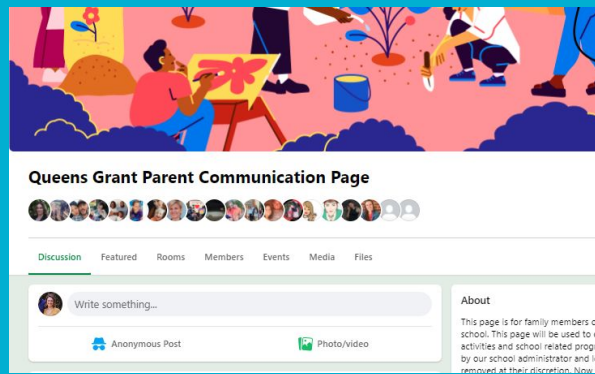 Queens Grant Parent Communication Page
Discussion Featured Rooms Members Events Media Files
Write something...
Anonymous Post Photo/video
About
This page is for family members
school. This page will be used to
activities and school related
by our school administrator and
removed at their discretion. Now